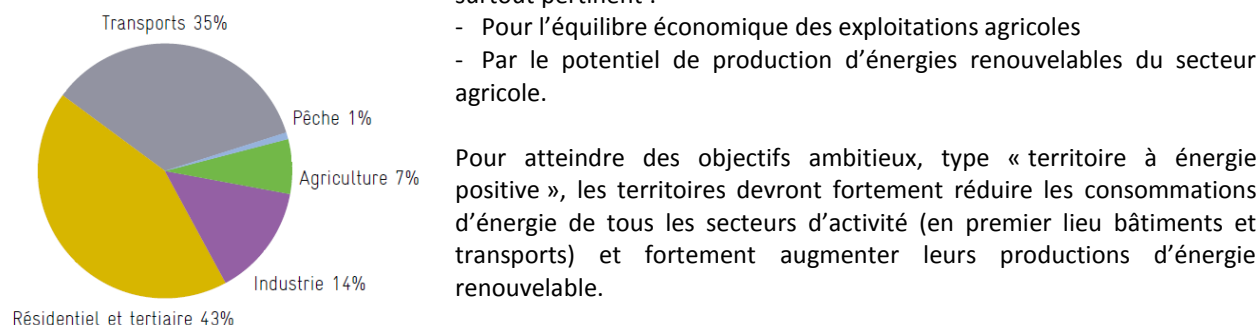 Transports 35%
Pêche 1%
Agriculture 7%
Industrie 14%
Résidentiel et tertiaire 43%
surtout pertinent :
- Pour l’équilibre économique des exploitations agricoles
- Par le potentiel de production d’énergies renouvelables du secteur
agricole.
Pour atteindre des objectifs ambitieux, type « territoire à énergie
positive », les territoires devront fortement réduire les consommations
d’énergie de tous les secteurs d’activité (en premier lieu bâtiments et
transports) et fortement augmenter leurs productions d’énergie
renouvelable.